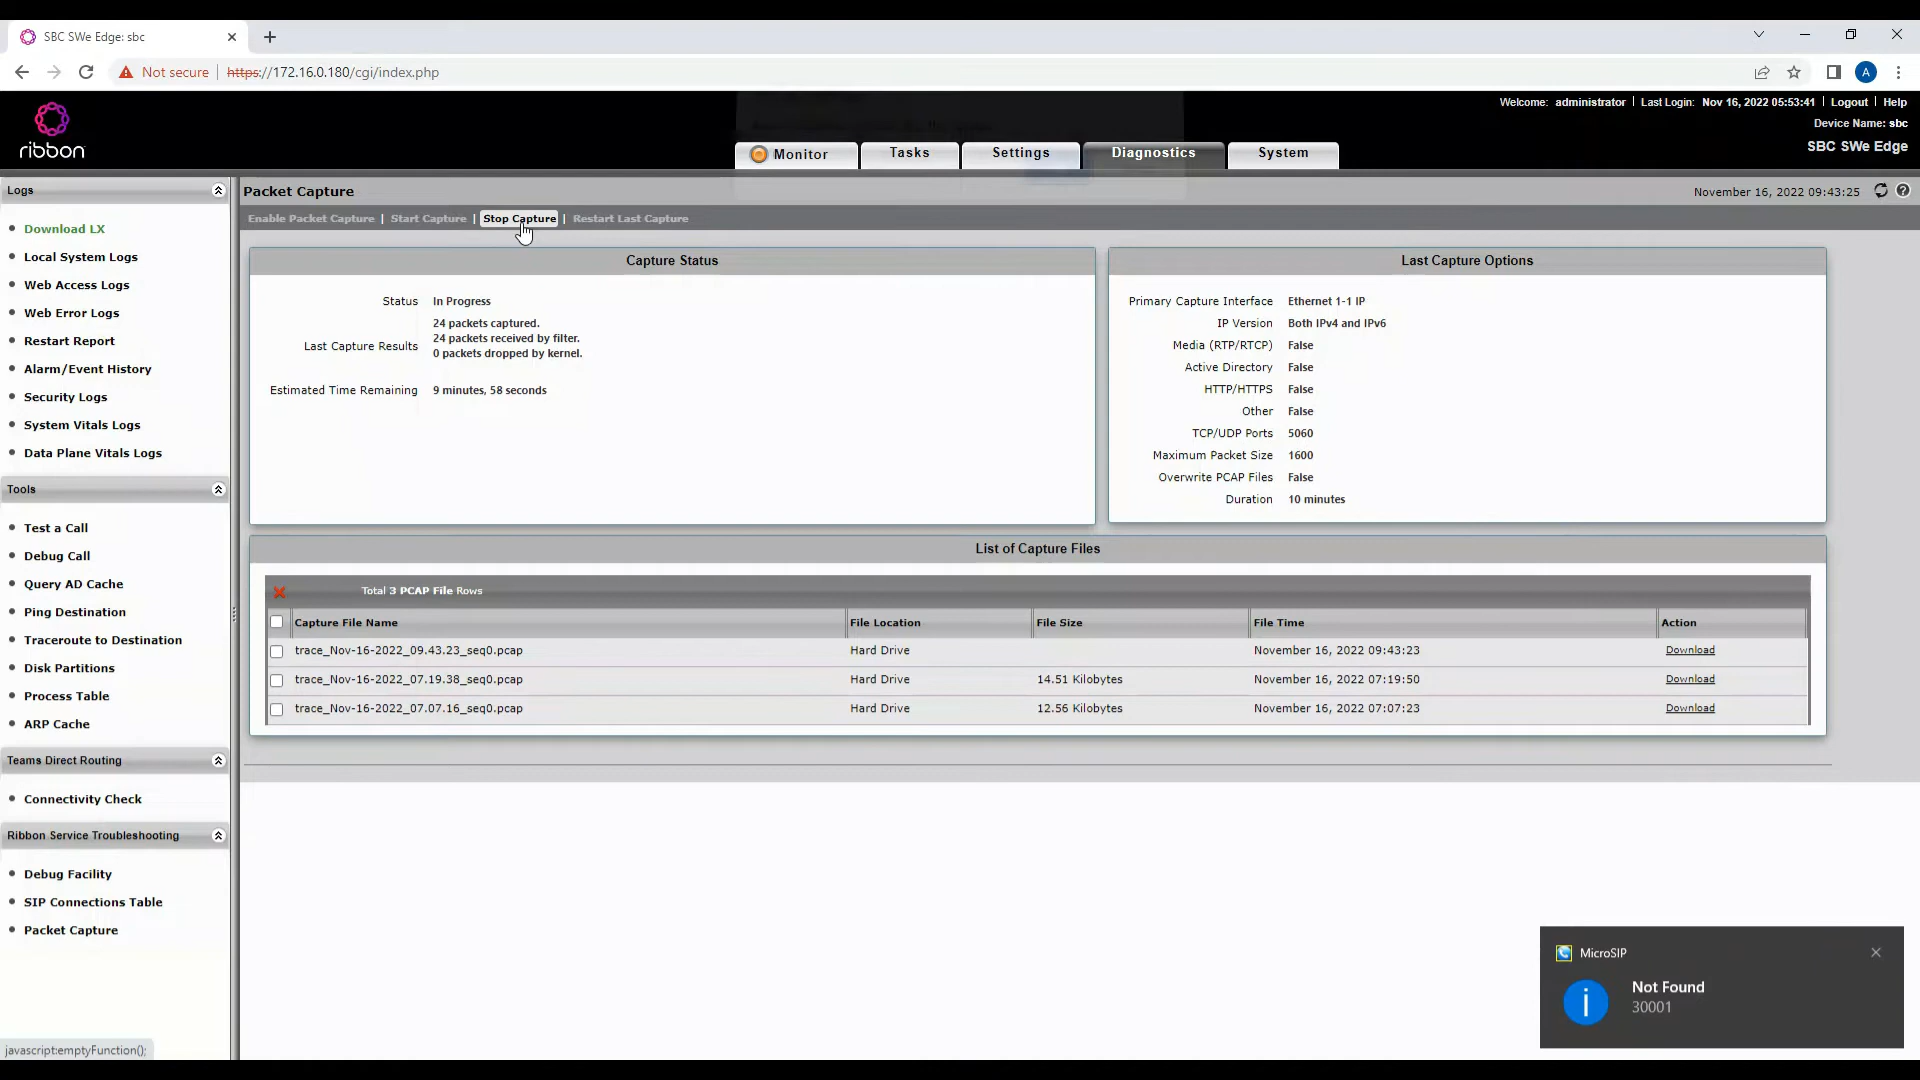 SBC SWe Edge: sbc
Not secure
https://172.16.0.180/cgi/index.php
A
ribbon
Welcome: administrator | Last Login: Nov 16, 2022 05:53:41 | Logout | Help
Device Name: sbc
SBC SWe Edge
Monitor
Tasks
Settings
Diagnostics
System
Logs
Download LX
Local System Logs
Web Access Logs
Web Error Logs
Restart Report
Alarm/Event History
Security Logs
System Vitals Logs
Data Plane Vitals Logs
Tools
Test a Call
Debug Call
Query AD Cache
Ping Destination
Traceroute to Destination
Disk Partitions
Process Table
ARP Cache
Teams Direct Routing
Connectivity Check
Ribbon Service Troubleshooting
Debug Facility
SIP Connections Table
Packet Capture
javascript:emptyFunction();
Packet Capture
November 16, 2022 09:43:25
Enable Packet Capture | Start Capture | Stop Capture | Restart Last Capture
Capture Status
Status In Progress
Last Capture Results 24 packets captured.
24 packets received by filter.
0 packets dropped by kernel.
Estimated Time Remaining 9 minutes, 58 seconds
Last Capture Options
Primary Capture Interface Ethernet 1-1 IP
IP Version Both IPv4 and IPv6
Media (RTP/RTCP) False
Active Directory False
HTTP/HTTPS False
Other False
TCP/UDP Ports 5060
Maximum Packet Size 1600
Overwrite PCAP Files False
Duration 10 minutes
List of Capture Files
Total 3 PCAP File Rows
Capture File Name File Location File Size File Time Action
trace_Nov-16-2022_09.43.23_seq0.pcap Hard Drive November 16, 2022 09:43:23 Download
trace_Nov-16-2022_07.19.38_seq0.pcap Hard Drive 14.51 Kilobytes November 16, 2022 07:19:50 Download
trace_Nov-16-2022_07.07.16_seq0.pcap Hard Drive 12.56 Kilobytes November 16, 2022 07:07:23 Download
MicroSIP
Not Found
30001